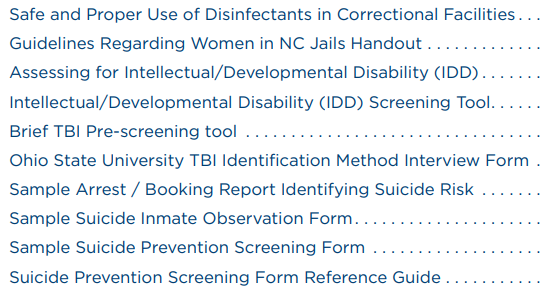 Safe and Proper Use of Disinfectants in Correctional Facilities . . .
Guidelines Regarding Women in NC Jails Handout . . . . . . . . . . . . .
Assessing for Intellectual/Developmental Disability (IDD) . . . . . . .
Intellectual/Developmental Disability (IDD) Screening Tool. . . . . .
Brief TBI Pre-screening tool . . . . . . . . . . . . . . . . . . . . . . . . . . . . . . . .
Ohio State University TBI Identification Method Interview Form .
Sample Arrest / Booking Report Identifying Suicide Risk . . . . . . .
Sample Suicide Inmate Observation Form. . . . . . . . . . . . . . . . . . . . .
Sample Suicide Prevention Screening Form . . . . . . . . . . . . . . . . . . .
Suicide Prevention Screening Form Reference Guide . . . . . . . . . . .